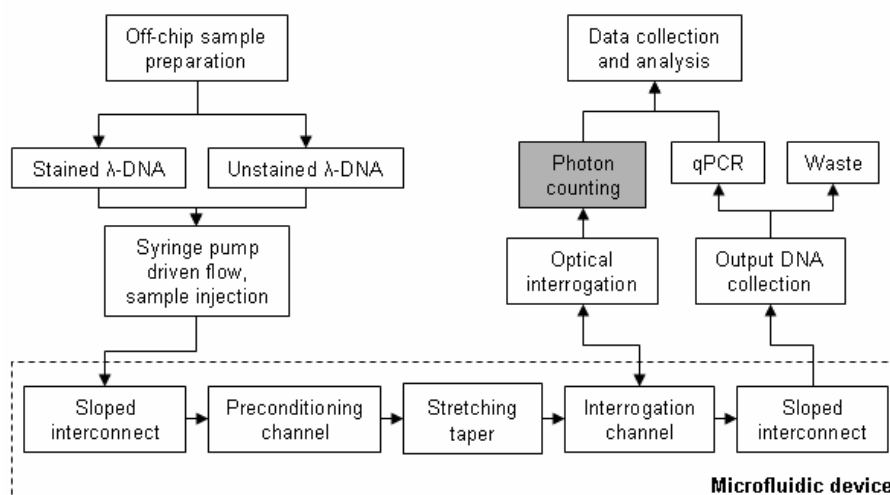 Off-chip sample
preparation
Data collection
and analysis
Stained λ-DNA
Unstained λ-DNA
Photon
counting
qPCR
Waste
Syringe pump
driven flow,
sample injection
Optical
interrogation
Output DNA
collection
Sloped
interconnect
Preconditioning
channel
Stretching
taper
Interrogation
channel
Sloped
interconnect
Microfluidic device